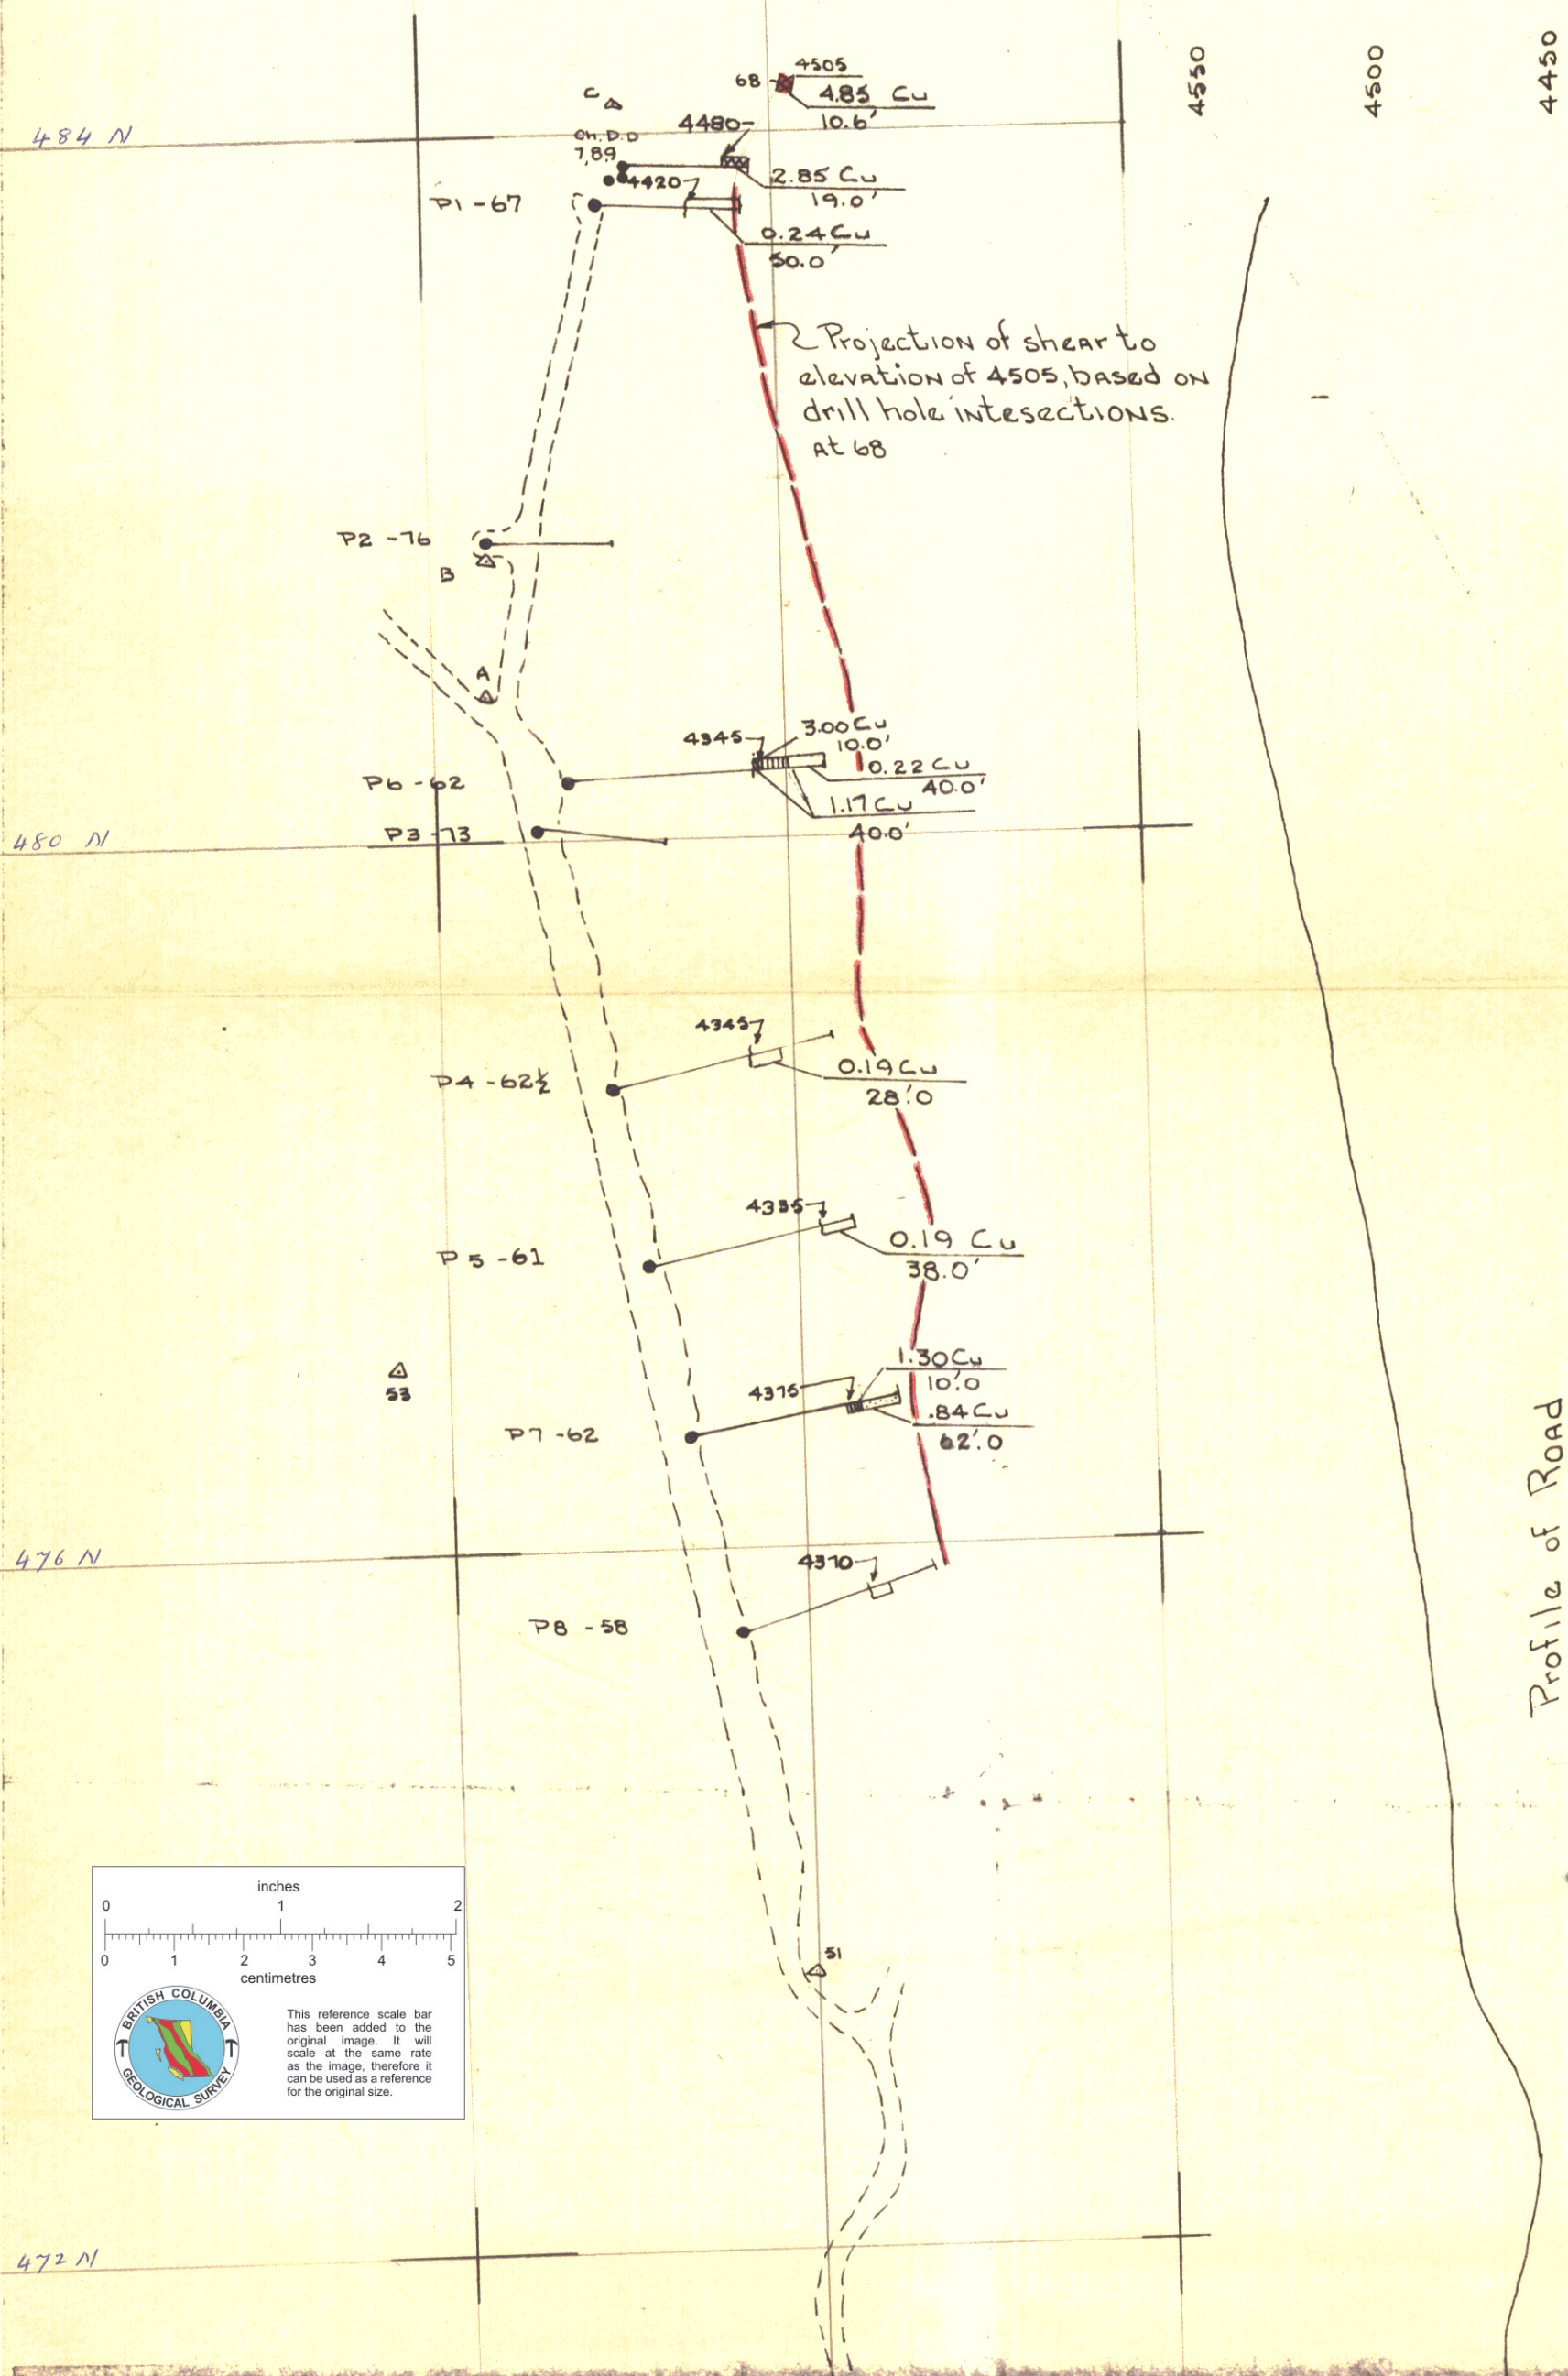 4550
4500
4450
4505
68
4.85 Cu
10.6'
C
484 N
4480
Ch. D.D
7,8,9
2.85 Cu
19.0'
4420
P1 - 67
0.24 Cu
50.0'
Projection of shear to
elevation of 4505, based on
drill hole intesections.
At 68
P2 - 76
B
A
3.00 Cu
10.0'
4345
0.22 Cu
40.0'
P6 - 62
1.17 Cu
40.0'
P3 - 73
480 N
4345
0.19 Cu
28'.0
P4 - 62½
4335
0.19 Cu
38.0'
P5 - 61
1.30 Cu
10'.0
53
4375
.84 Cu
62'.0
P7 - 62
Profile of Road
476 N
4370
P8 - 58
inches
0 1 2
0 1 2 3 4 5
centimetres
51
BRITISH COLUMBIA
GEOLOGICAL SURVEY
This reference scale bar
has been added to the
original image. It will
scale at the same rate
as the image, therefore it
can be used as a reference
for the original size.
472 N